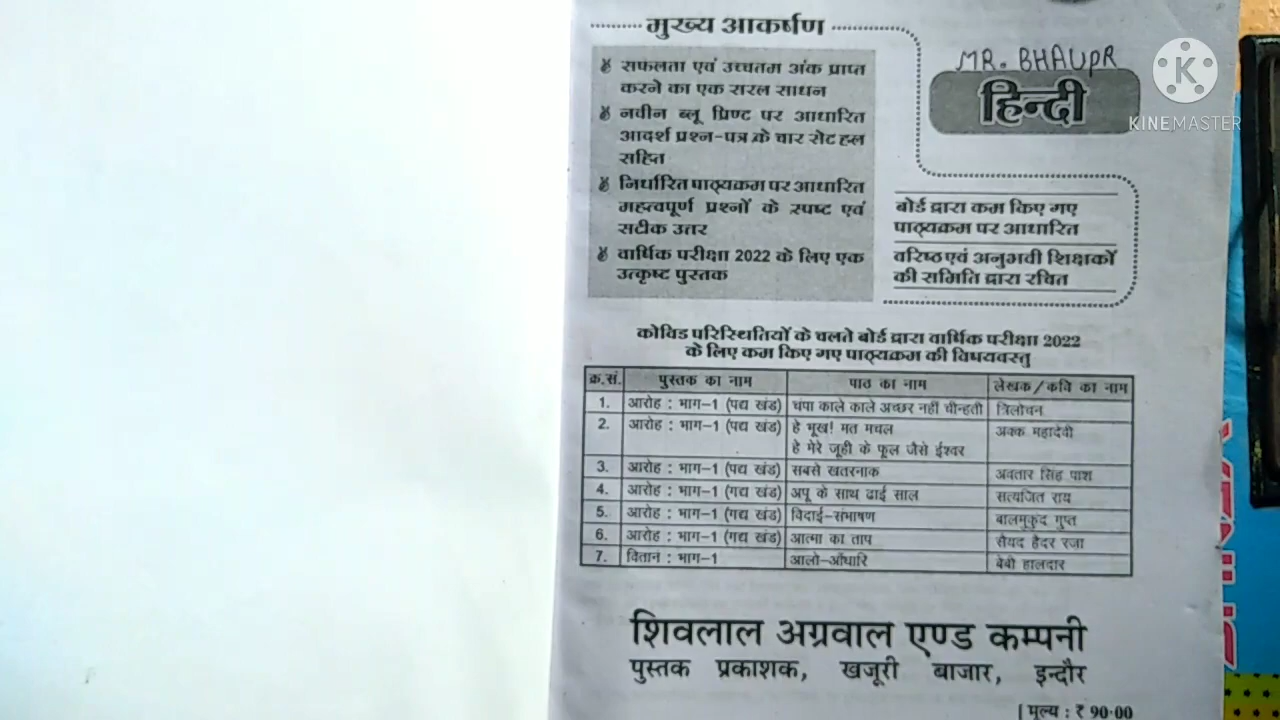 मुख्य आकर्षण
सफलता एवं उच्चतम अंक प्राप्त
करने का एक सरल साधन
नवीन ब्लू प्रिण्ट पर आधारित
आदर्श प्रश्न-पत्र के चार सेट हल
सहित
निर्धारित पाठ्यक्रम पर आधारित
महत्वपूर्ण प्रश्नों के स्पष्ट एवं
सटीक उत्तर
वार्षिक परीक्षा 2022 के लिए एक
उत्कृष्ट पुस्तक
MR. BHAUPR
हिन्दी
KINEMASTER
बोर्ड द्वारा कम किए गए
पाठ्यक्रम पर आधारित
वरिष्ठ एवं अनुभवी शिक्षकों
की समिति द्वारा रचित
कोविड परिस्थितियों के चलते बोर्ड द्वारा वार्षिक परीक्षा 2022
के लिए कम किए गए पाठ्यक्रम की विषयवस्तु
क्र.सं. पुस्तक का नाम पाठ का नाम लेखक/कवि का नाम
1. आरोह : भाग-1 (पद्य खंड) चंपा काले काले अच्छर नहीं चीन्हती त्रिलोचन
2. आरोह : भाग-1 (पद्य खंड) हे भूख! मत मचल अक्क महादेवी
हे मेरे जूही के फूल जैसे ईश्वर
3. आरोह : भाग-1 (पद्य खंड) सबसे खतरनाक अवतार सिंह पाश
4. आरोह : भाग-1 (गद्य खंड) अपू के साथ ढाई साल सत्यजित राय
5. आरोह : भाग-1 (गद्य खंड) विदाई-संभाषण बालमुकुंद गुप्त
6. आरोह : भाग-1 (गद्य खंड) आत्मा का ताप सैयद हैदर रजा
7. वितान : भाग-1 आलो-आँधारि बेबी हालदार
शिवलाल अग्रवाल एण्ड कम्पनी
पुस्तक प्रकाशक, खजूरी बाजार, इन्दौर
[ मूल्य : ₹ 90·00